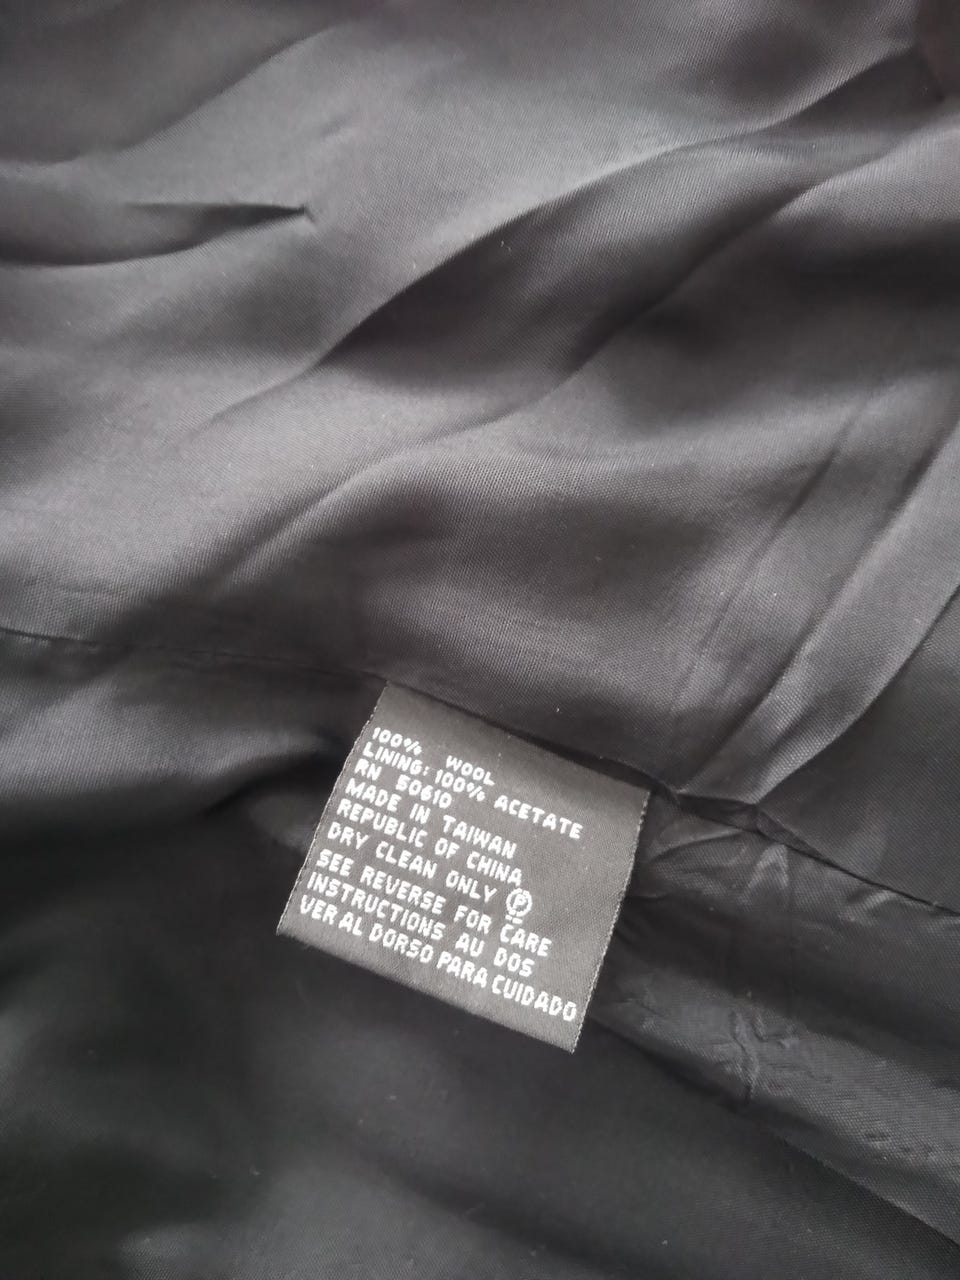 100% WOOL
LINING: 100% ACETATE
RN 50610
MADE IN TAIWAN
REPUBLIC OF CHINA
DRY CLEAN ONLY Ⓟ
SEE REVERSE FOR CARE
INSTRUCTIONS AU DOS
VER AL DORSO PARA CUIDADO